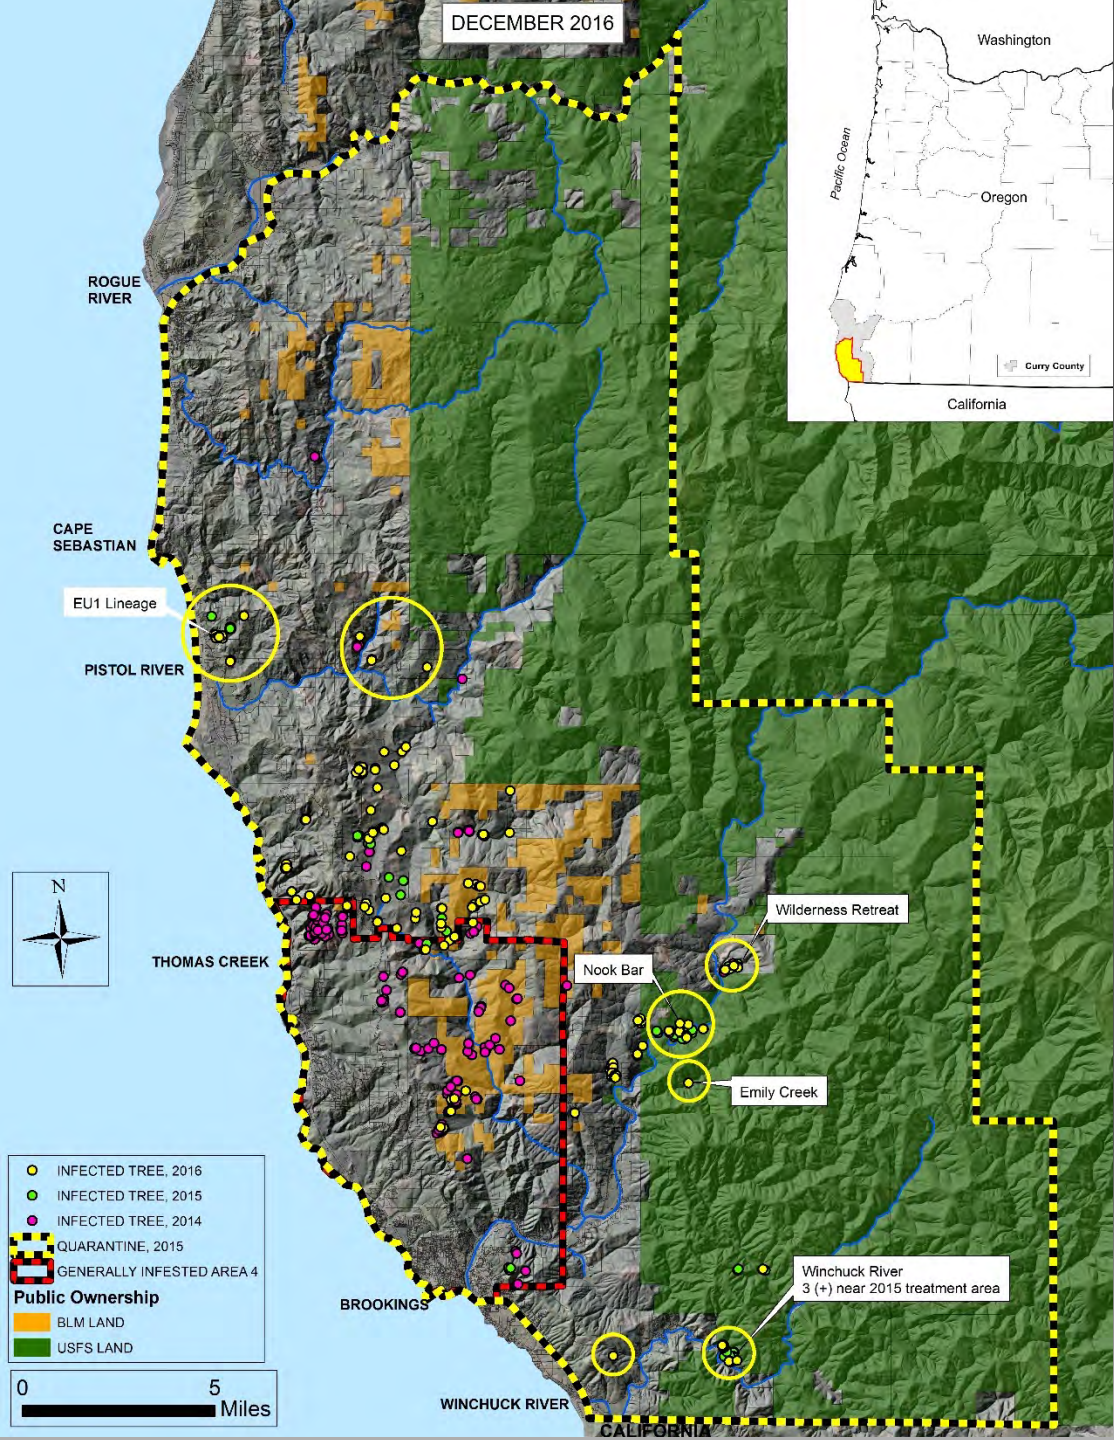 DECEMBER 2016
Washington
Pacific Ocean
Oregon
Curry County
California
ROGUE
RIVER
CAPE
SEBASTIAN
EU1 Lineage
PISTOL RIVER
N
Wilderness Retreat
THOMAS CREEK
Nook Bar
Emily Creek
INFECTED TREE, 2016
INFECTED TREE, 2015
INFECTED TREE, 2014
QUARANTINE, 2015
GENERALLY INFESTED AREA 4
Public Ownership
BLM LAND
USFS LAND
Winchuck River
3 (+) near 2015 treatment area
BROOKINGS
0 5
Miles
WINCHUCK RIVER
CALIFORNIA